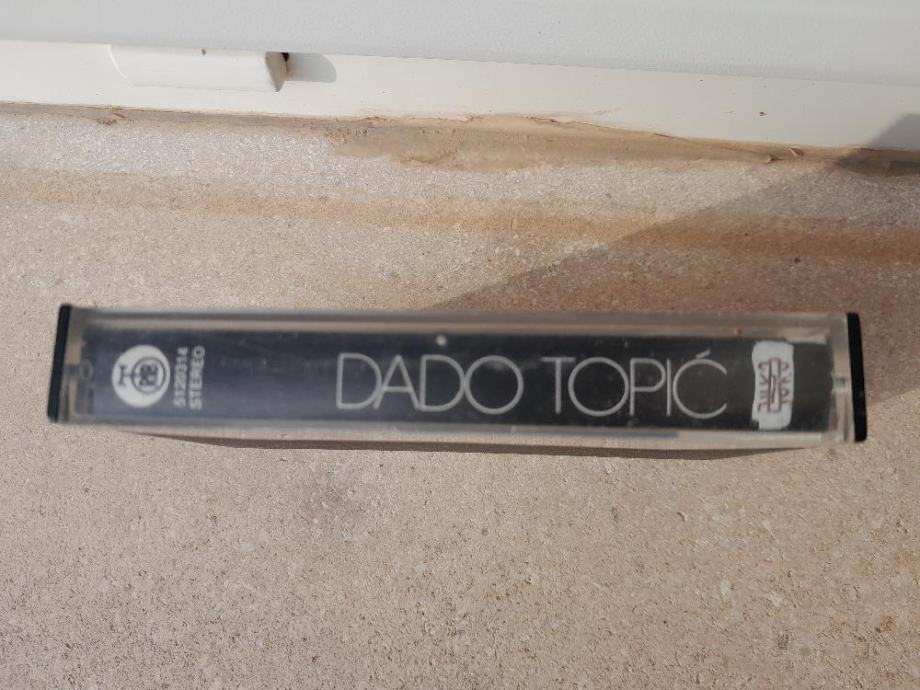 5120314
STEREO
DADO TOPIĆ